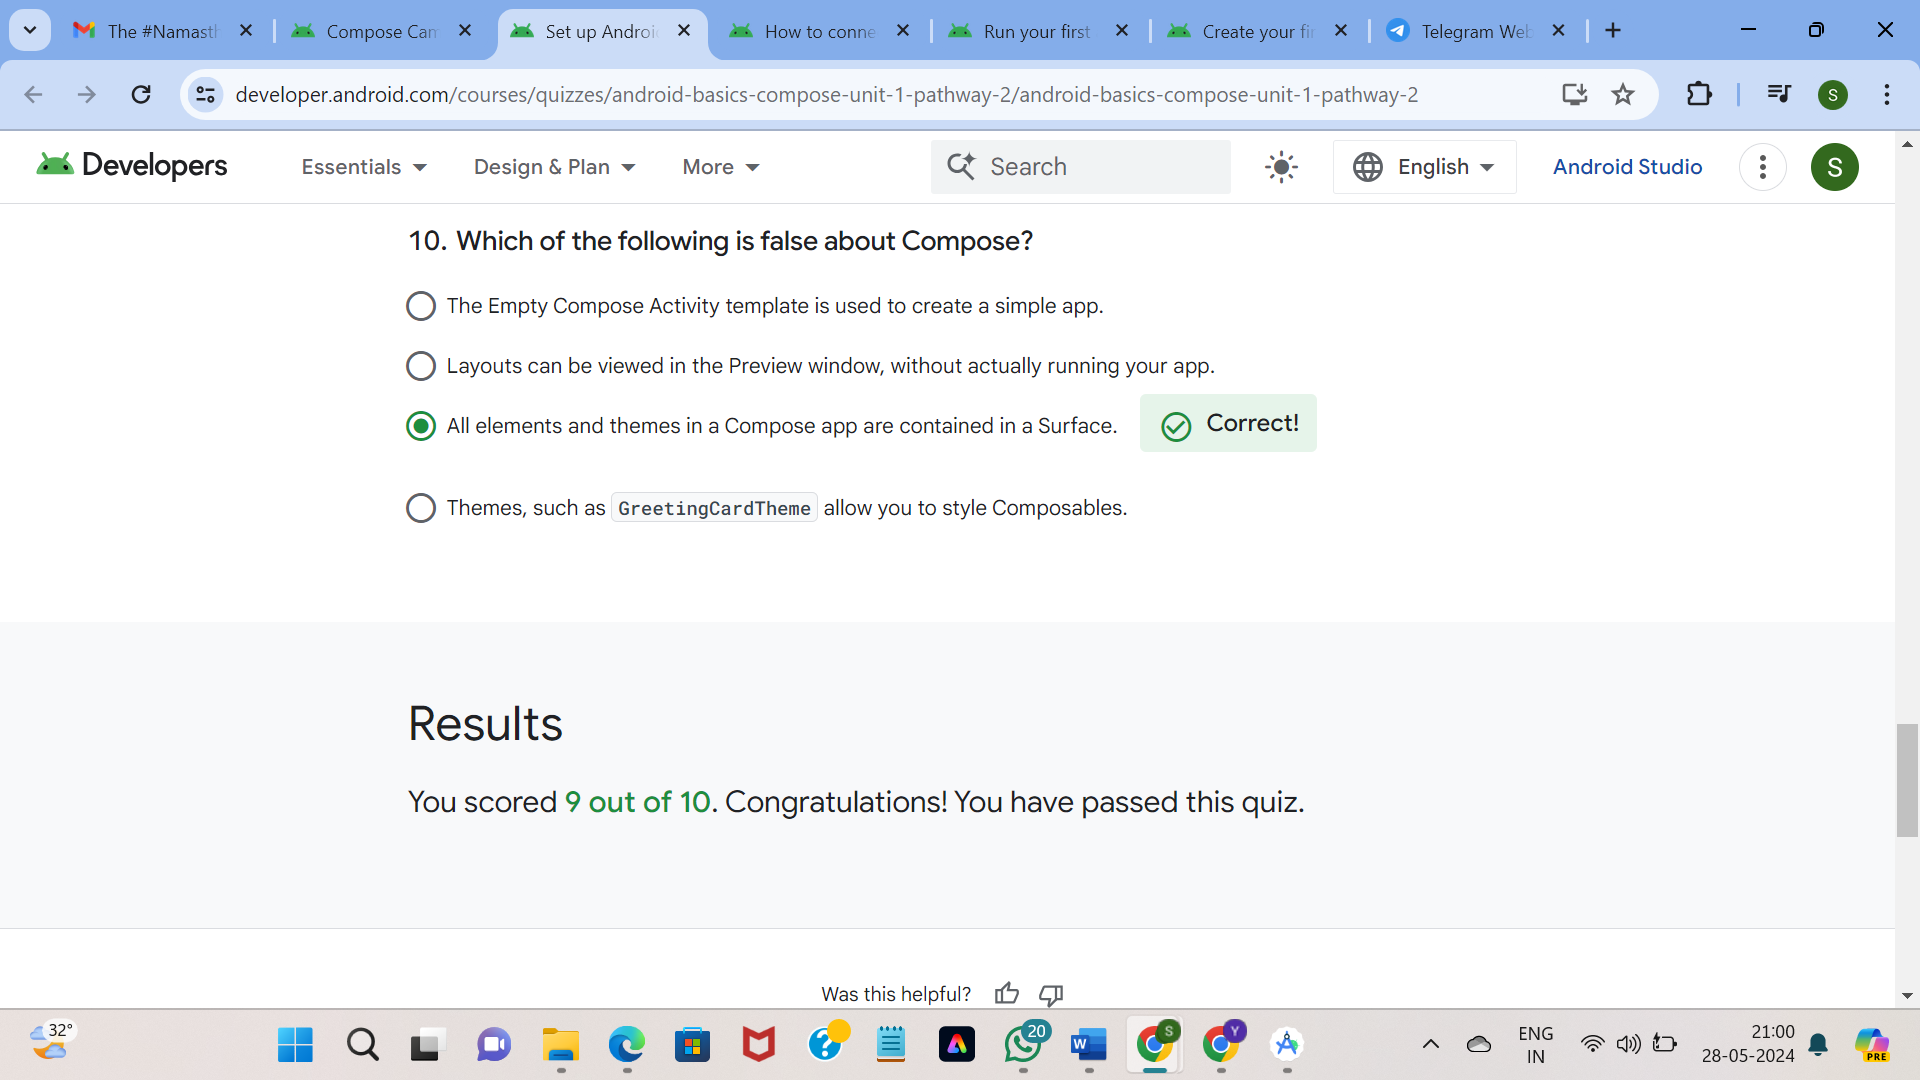 The #Namasth
Compose Cam
Set up Androi
How to conne
Run your first
Create your fi
Telegram Web
developer.android.com/courses/quizzes/android-basics-compose-unit-1-pathway-2/android-basics-compose-unit-1-pathway-2
S
Developers
Essentials
Design & Plan
More
Search
English
Android Studio
S
10. Which of the following is false about Compose?
The Empty Compose Activity template is used to create a simple app.
Layouts can be viewed in the Preview window, without actually running your app.
All elements and themes in a Compose app are contained in a Surface.
Correct!
Themes, such as GreetingCardTheme allow you to style Composables.
Results
You scored 9 out of 10. Congratulations! You have passed this quiz.
Was this helpful?
32°
20
S
Y
ENG
IN
21:00
28-05-2024
PRE